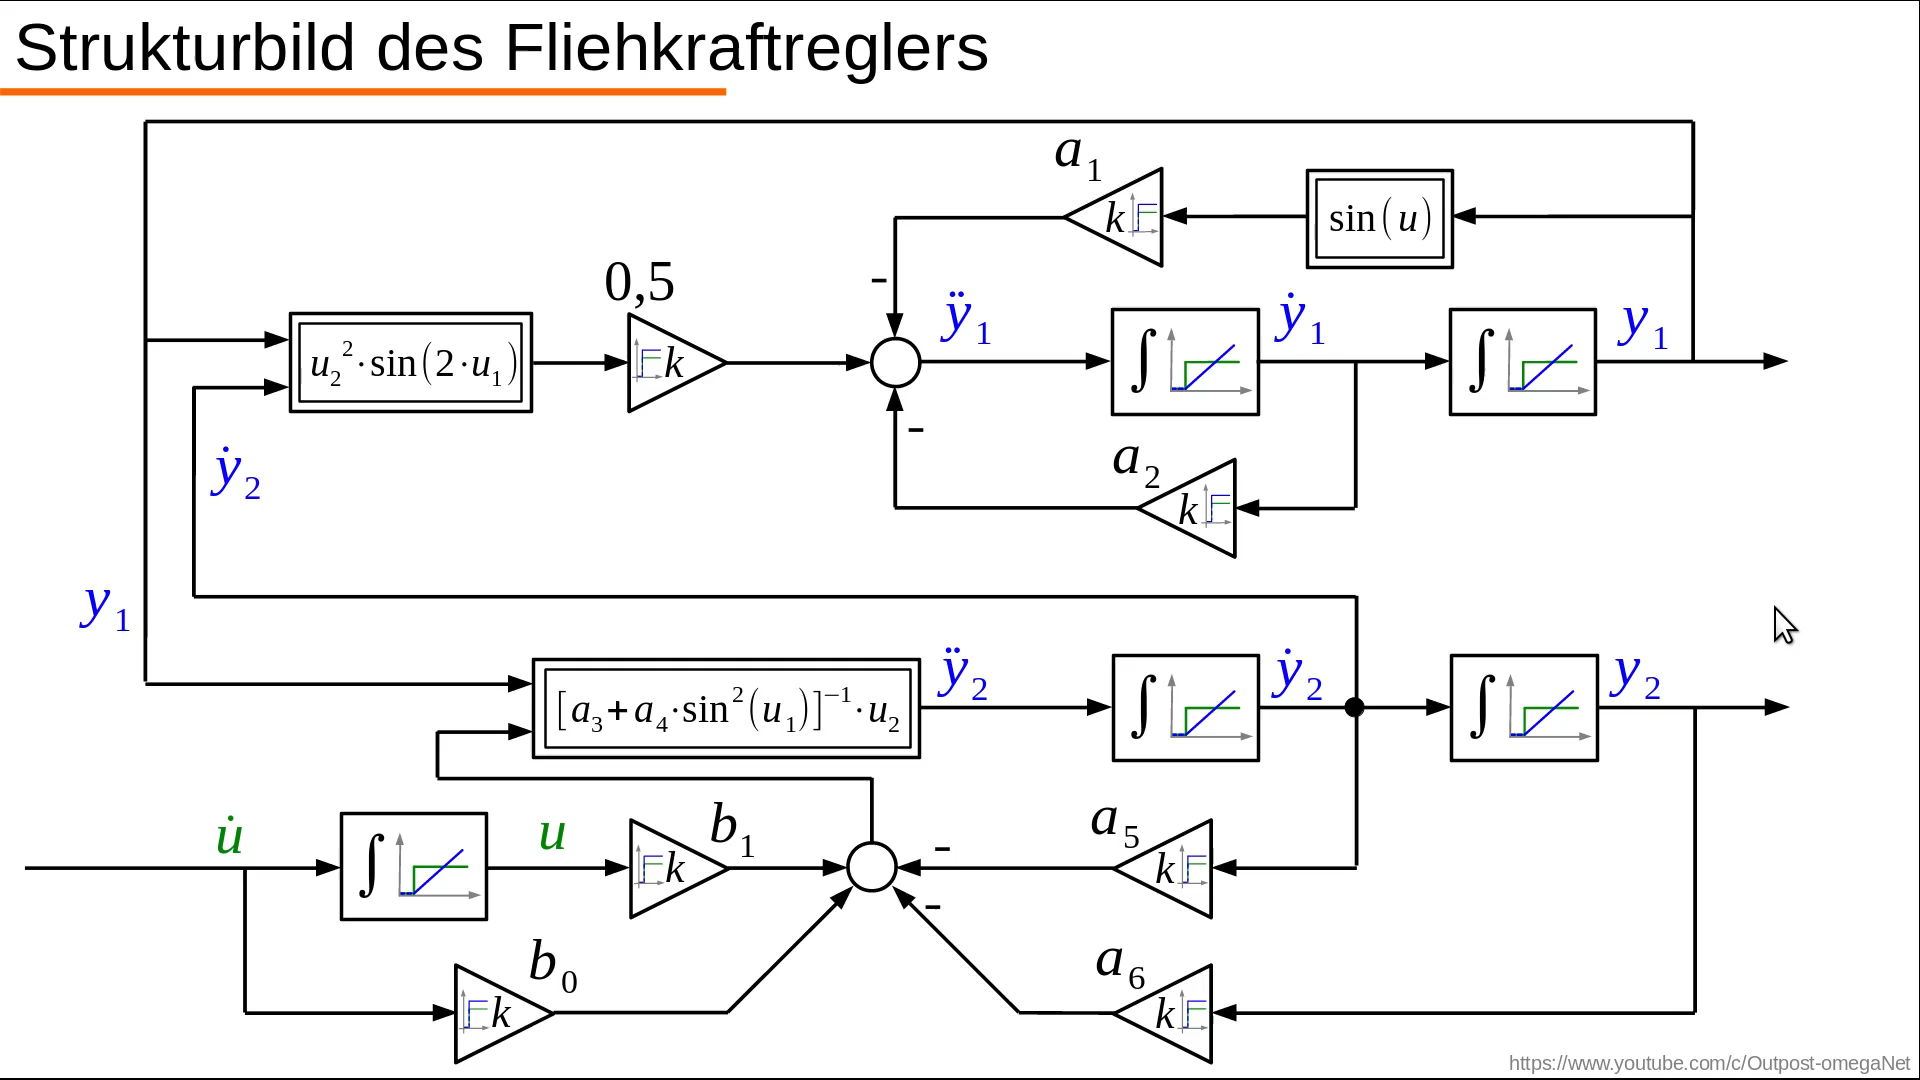 Strukturbild des Fliehkraftreglers
a₁
k
sin(u)
0,5
u₂²·sin(2·u₁)
k
-
ÿ₁
∫
ẏ₁
∫
y₁
-
a₂
k
ẏ₂
y₁
[a₃+a₄·sin²(u₁)]⁻¹·u₂
ÿ₂
∫
ẏ₂
∫
y₂
u̇
∫
u
b₁
k
-
a₅
k
-
b₀
k
a₆
k
https://www.youtube.com/c/Outpost-omegaNet